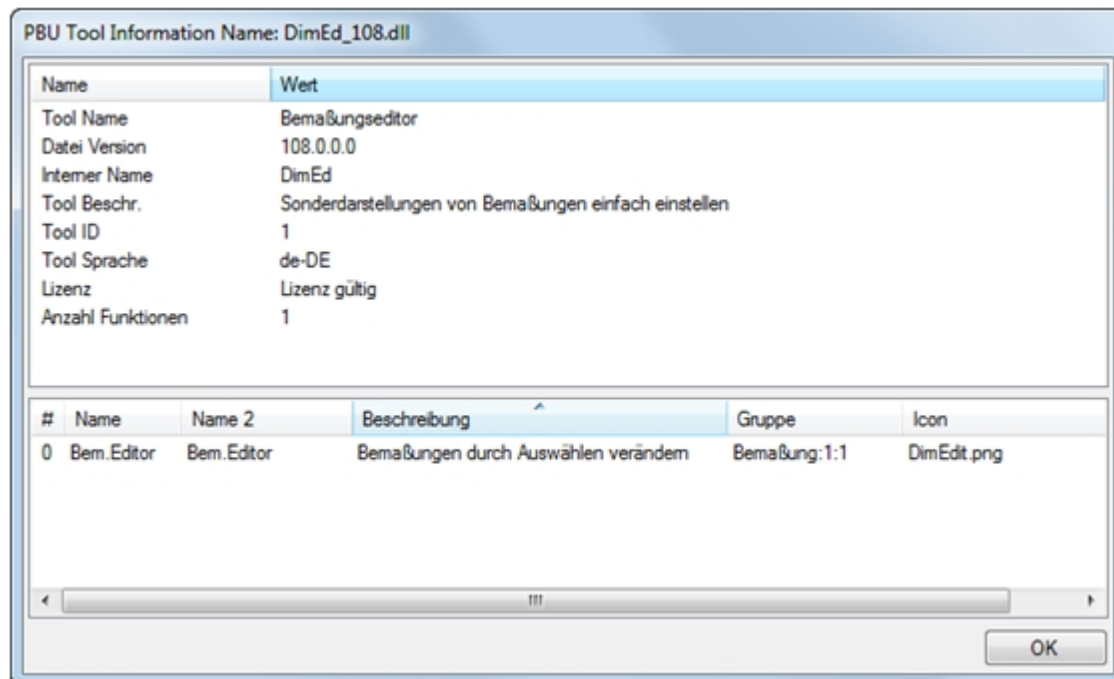 PBU Tool Information Name: DimEd_108.dll
Name Wert
Tool Name Bemaßungseditor
Datei Version 108.0.0.0
Interner Name DimEd
Tool Beschr. Sonderdarstellungen von Bemaßungen einfach einstellen
Tool ID 1
Tool Sprache de-DE
Lizenz Lizenz gültig
Anzahl Funktionen 1
# Name Name 2 Beschreibung Gruppe Icon
0 Bem.Editor Bem.Editor Bemaßungen durch Auswählen verändern Bemaßung:1:1 DimEdit.png
OK